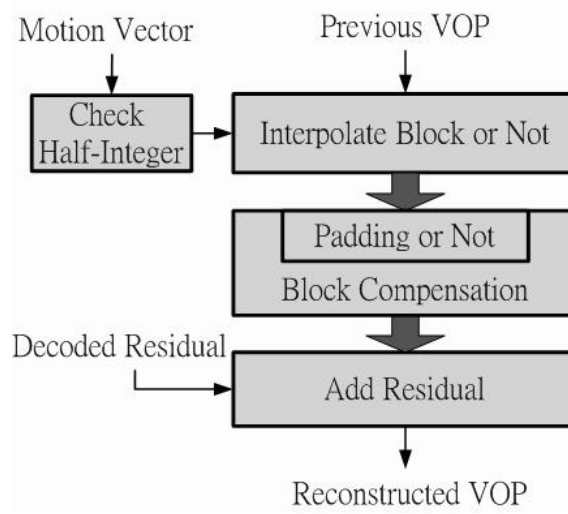 Motion Vector
Previous VOP
Check
Half-Integer
Interpolate Block or Not
Padding or Not
Block Compensation
Decoded Residual
Add Residual
Reconstructed VOP